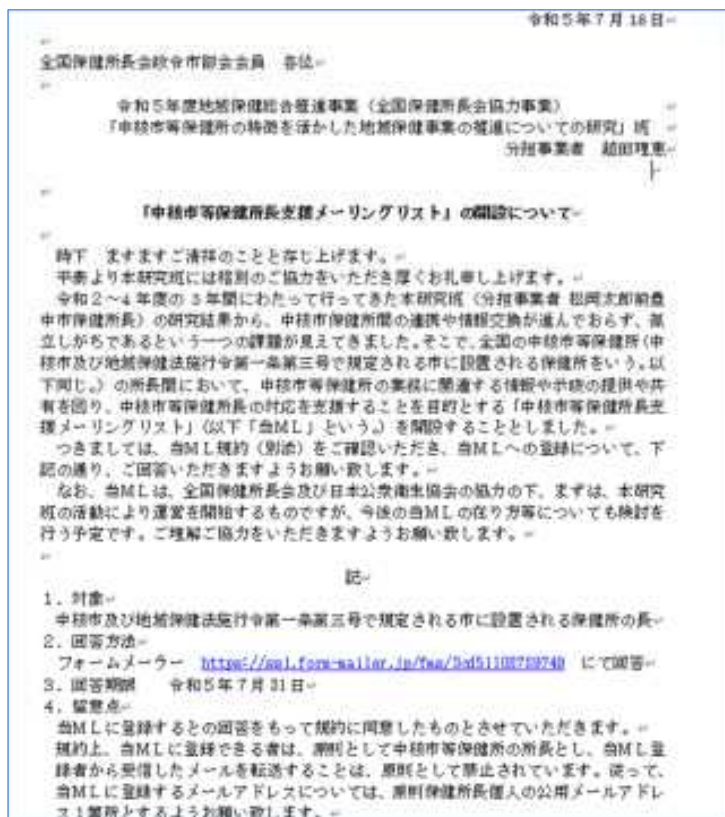 令和5年7月18日
全国保健所長会政令市部会会員 各位
令和5年度地域保健総合推進事業（全国保健所長会協力事業）
「中核市等保健所の特徴を活かした地域保健事業の推進についての研究」班
分担事業者 越田理恵
「中核市等保健所長支援メーリングリスト」の開設について
時下 ますますご清祥のことと存じ上げます。
平素より本研究班には格別のご協力をいただき厚くお礼申し上げます。
令和2～4年度の3年間にわたって行ってきた本研究班（分担事業者 松岡太郎前豊
中市保健所長）の研究結果から、中核市保健所間の連携や情報交換が進んでおらず、孤
立しがちであるという一つの課題が見えてきました。そこで、全国の中核市等保健所（中
核市及び地域保健法施行令第一条第三号で規定される市に設置される保健所をいう。以
下同じ。）の所長間において、中核市等保健所の業務に関連する情報や示唆の提供や共
有を図り、中核市等保健所長の対応を支援することを目的とする「中核市等保健所長支
援メーリングリスト」（以下「当ML」という。）を開設することとしました。
つきましては、当ML規約（別添）をご確認いただき、当MLへの登録について、下
記の通り、ご回答いただきますようお願い致します。
なお、当MLは、全国保健所長会及び日本公衆衛生協会の協力の下、まずは、本研究
班の活動により運営を開始するものですが、今後の当MLの在り方等についても検討を
行う予定です。ご理解ご協力をいただきますようお願い致します。
記
1．対象
中核市及び地域保健法施行令第一条第三号で規定される市に設置される保健所の長
2．回答方法
フォームメーラー にて回答
3．回答期限 令和5年7月31日
4．留意点
当MLに登録するとの回答をもって規約に同意したものとさせていただきます。
規約上、当MLに登録できる者は、原則として中核市等保健所の所長とし、当ML登
録者から受信したメールを転送することは、原則として禁止されています。従って、
当MLに登録するメールアドレスについては、原則保健所長個人の公用メールアドレ
ス1箇所とするようお願い致します。